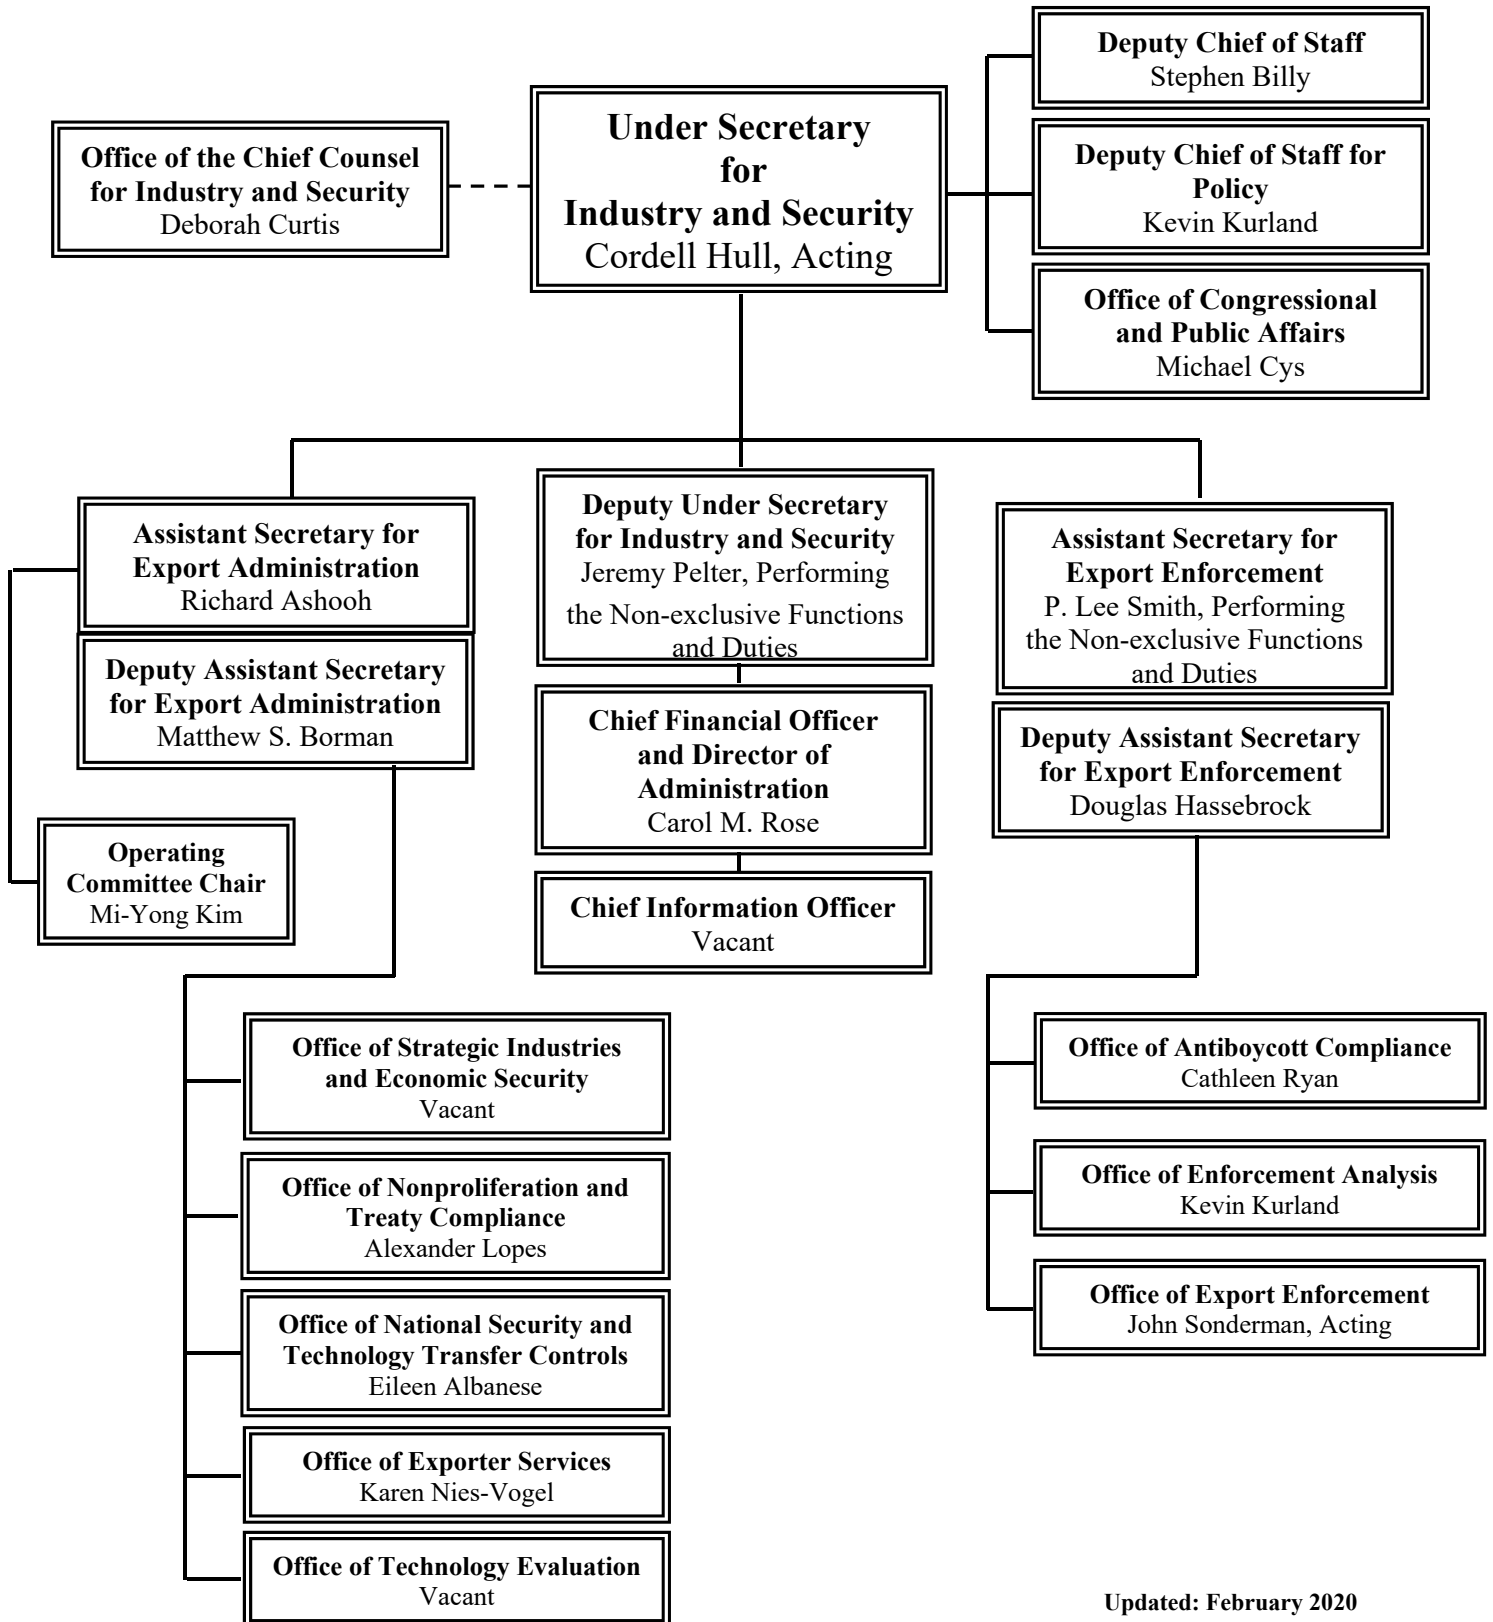 Deputy Chief of Staff
Stephen Billy
Under Secretary
for
Industry and Security
Cordell Hull, Acting
Office of the Chief Counsel
for Industry and Security
Deborah Curtis
Deputy Chief of Staff for
Policy
Kevin Kurland
Office of Congressional
and Public Affairs
Michael Cys
Assistant Secretary for
Export Administration
Richard Ashooh
Deputy Assistant Secretary
for Export Administration
Matthew S. Borman
Operating
Committee Chair
Mi-Yong Kim
Deputy Under Secretary
for Industry and Security
Jeremy Pelter, Performing
the Non-exclusive Functions
and Duties
Chief Financial Officer
and Director of
Administration
Carol M. Rose
Chief Information Officer
Vacant
Assistant Secretary for
Export Enforcement
P. Lee Smith, Performing
the Non-exclusive Functions
and Duties
Deputy Assistant Secretary
for Export Enforcement
Douglas Hassebrock
Office of Strategic Industries
and Economic Security
Vacant
Office of Nonproliferation and
Treaty Compliance
Alexander Lopes
Office of National Security and
Technology Transfer Controls
Eileen Albanese
Office of Exporter Services
Karen Nies-Vogel
Office of Technology Evaluation
Vacant
Office of Antiboycott Compliance
Cathleen Ryan
Office of Enforcement Analysis
Kevin Kurland
Office of Export Enforcement
John Sonderman, Acting
Updated: February 2020